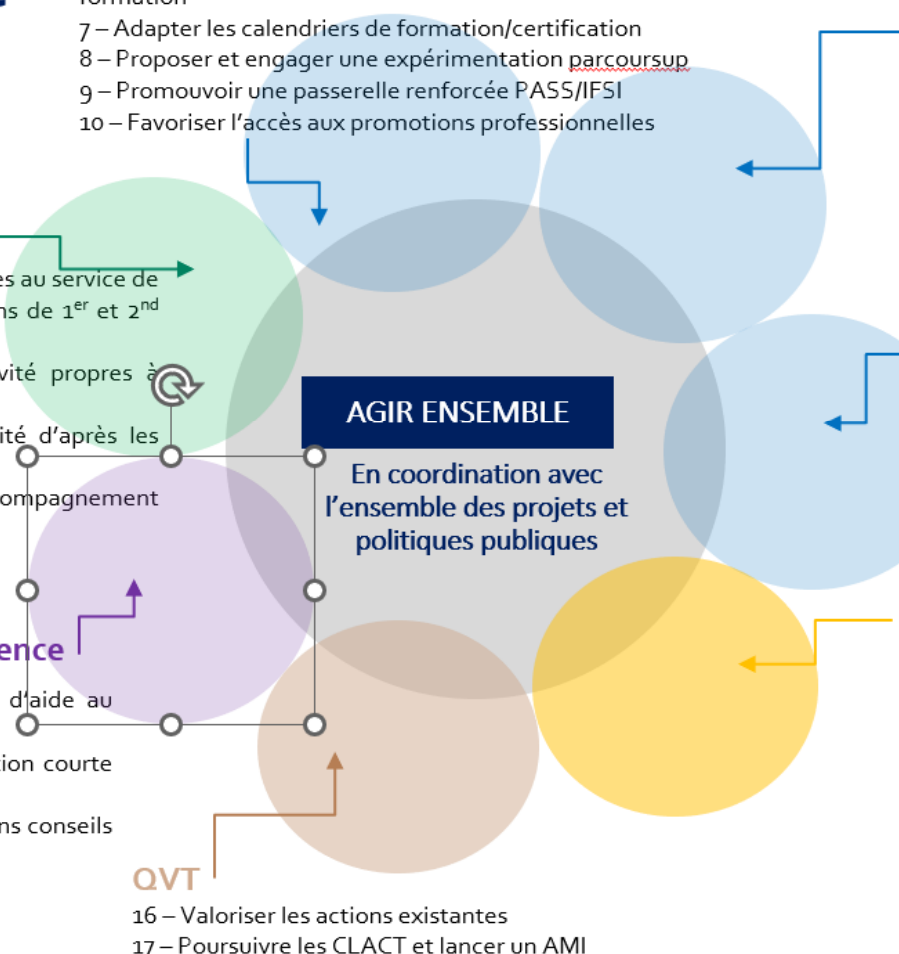 formation
7 – Adapter les calendriers de formation/certification
8 – Proposer et engager une expérimentation parcoursup
9 – Promouvoir une passerelle renforcée PASS/IFSI
10 – Favoriser l'accès aux promotions professionnelles
es au service de
ns de 1er et 2nd
vité propres à
ité d'après les
ompagnement
AGIR ENSEMBLE
En coordination avec
l'ensemble des projets et
politiques publiques
ence
d'aide au
ion courte
ns conseils
QVT
16 – Valoriser les actions existantes
17 – Poursuivre les CLACT et lancer un AMI